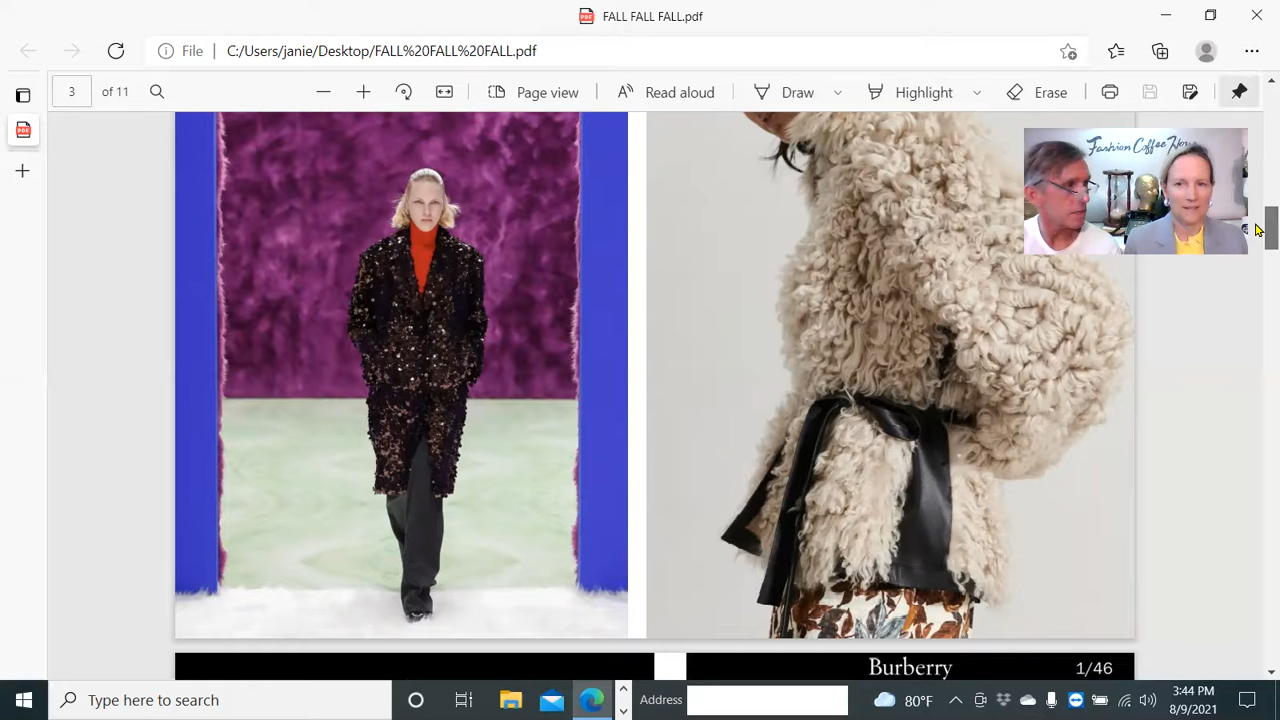 FALL FALL FALL.pdf
File
C:/Users/janie/Desktop/FALL%20FALL%20FALL.pdf
3
of 11
Page view
Read aloud
Draw
Highlight
Erase
Fashion Coffee
Burberry
1/46
Type here to search
Address
80°F
3:44 PM
8/9/2021